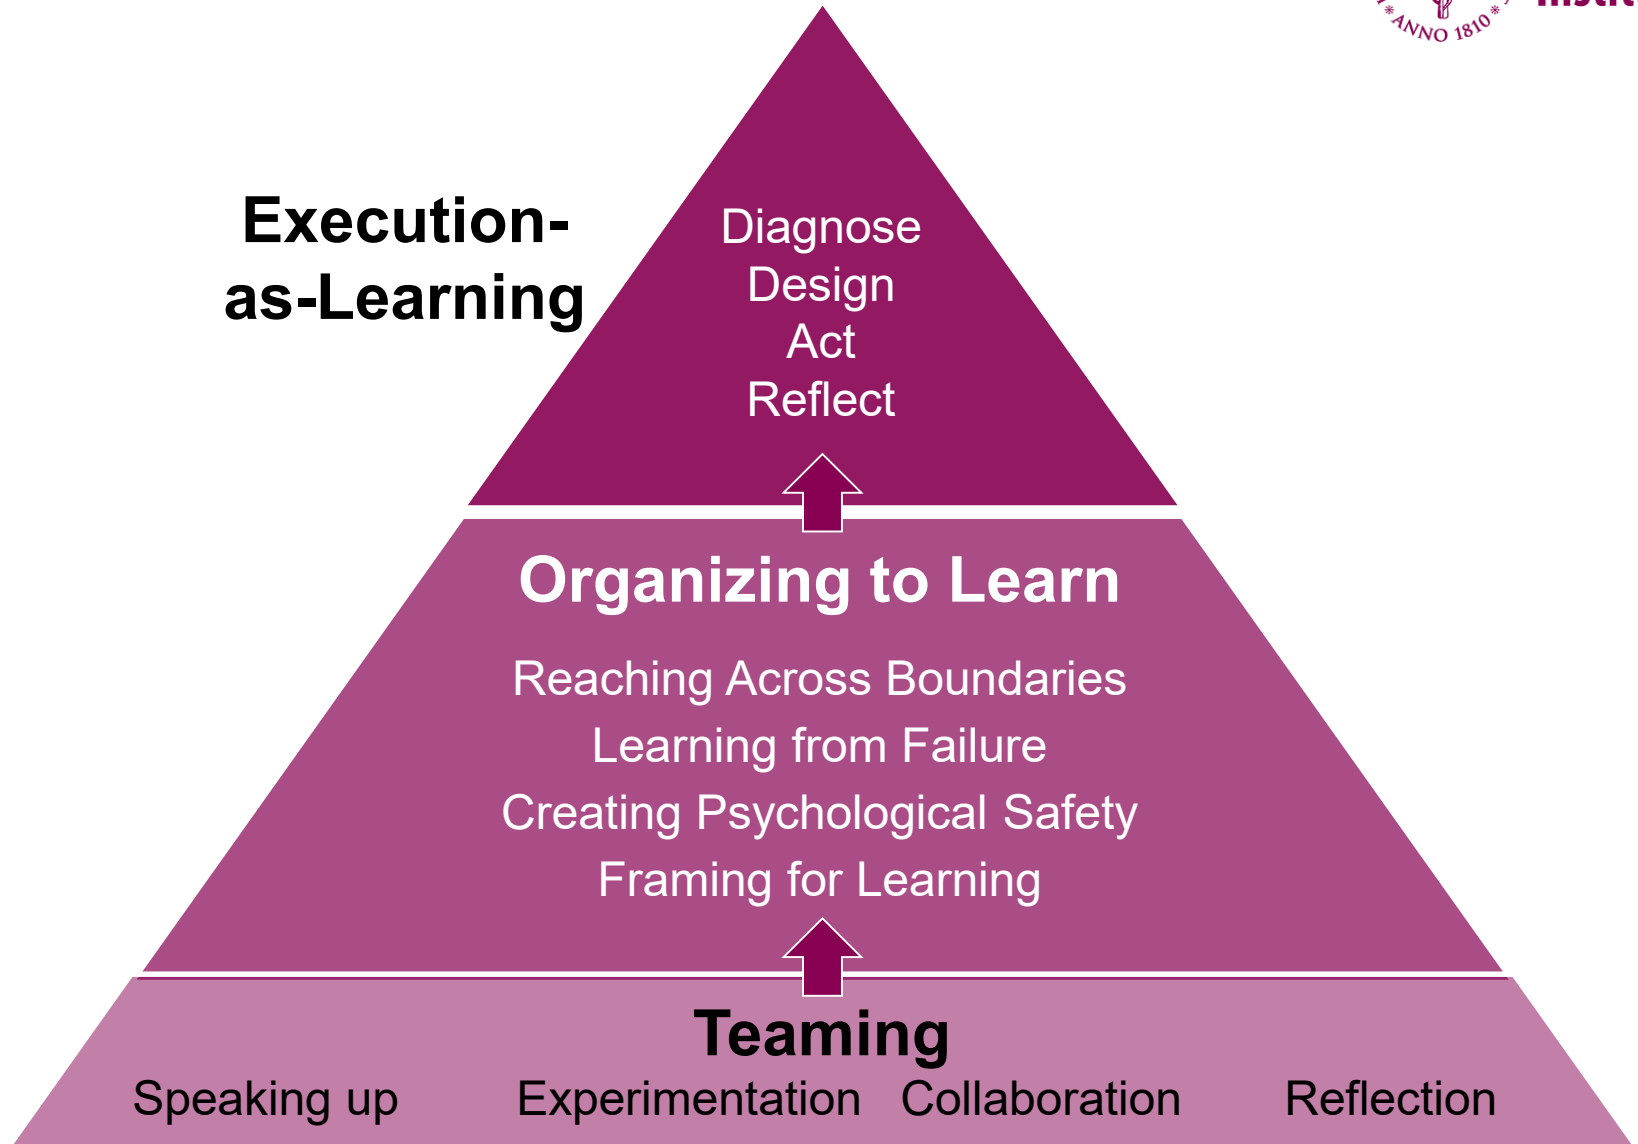 *ANNO 1810*
Execution-
as-Learning
Diagnose
Design
Act
Reflect
Organizing to Learn
Reaching Across Boundaries
Learning from Failure
Creating Psychological Safety
Framing for Learning
Teaming
Speaking up Experimentation Collaboration Reflection